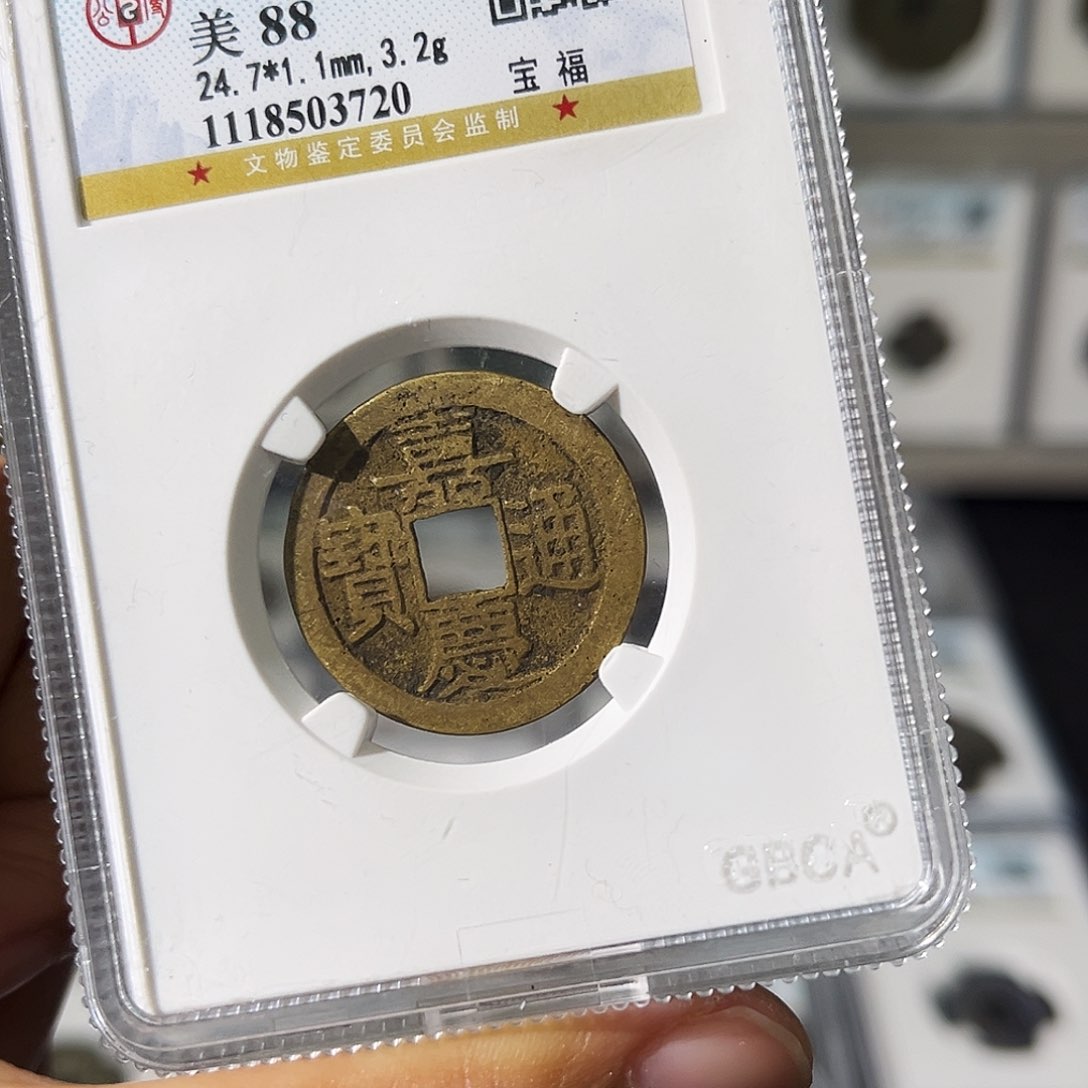 美 88
24.7*1.1mm, 3.2g
宝福
1118503720
文物鉴定委员会监制
嘉慶通寶
GBCA®